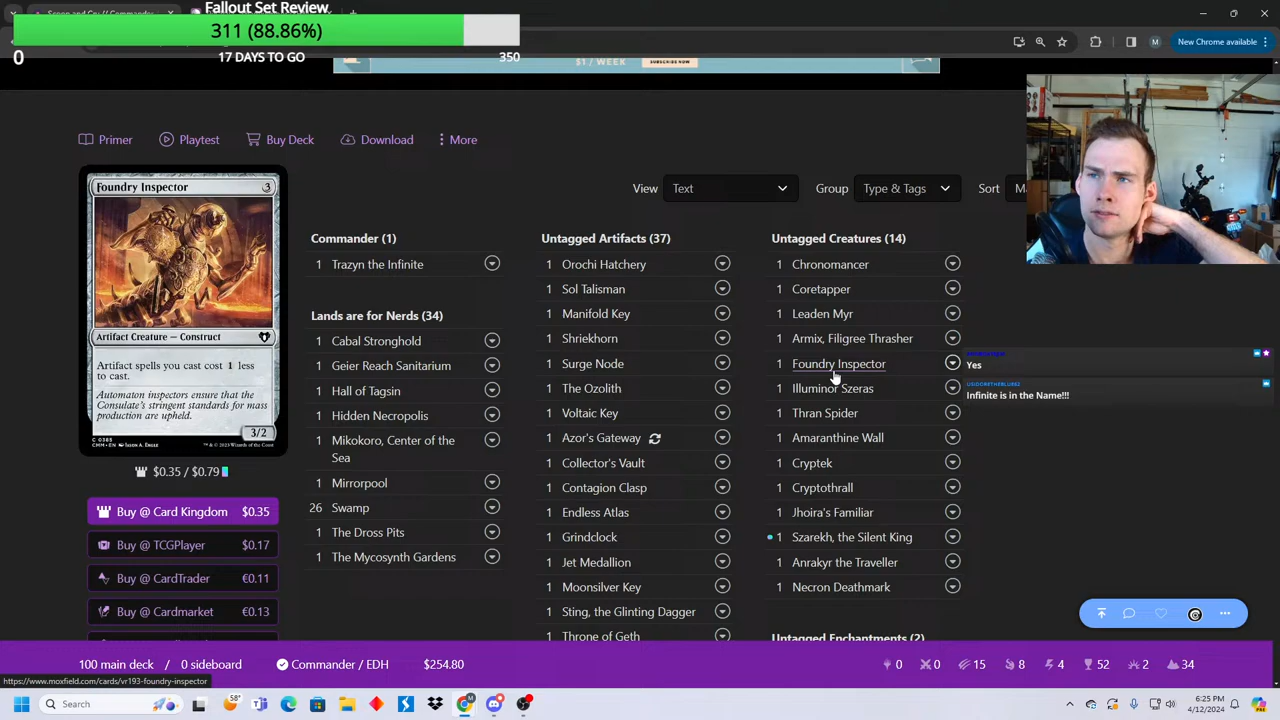 Fallout Set Review
311 (88.86%)
0
17 DAYS TO GO
350
New Chrome available
$1 / WEEK
SUBSCRIBE NOW
Primer
Playtest
Buy Deck
Download
More
View
Text
Group
Type & Tags
Sort
Foundry Inspector
3
Artifact Creature — Construct
Artifact spells you cast cost 1 less
to cast.
Automaton inspectors ensure that the
Consulate's stringent standards for mass
production are upheld.
3/2
$0.35 / $0.79
Buy @ Card Kingdom $0.35
Buy @ TCGPlayer $0.17
Buy @ CardTrader €0.11
Buy @ Cardmarket €0.13
Commander (1)
1 Trazyn the Infinite
Lands are for Nerds (34)
1 Cabal Stronghold
1 Geier Reach Sanitarium
1 Hall of Tagsin
1 Hidden Necropolis
1 Mikokoro, Center of the
Sea
1 Mirrorpool
26 Swamp
1 The Dross Pits
1 The Mycosynth Gardens
Untagged Artifacts (37)
1 Orochi Hatchery
1 Sol Talisman
1 Manifold Key
1 Shriekhorn
1 Surge Node
1 The Ozolith
1 Voltaic Key
1 Azor's Gateway
1 Collector's Vault
1 Contagion Clasp
1 Endless Atlas
1 Grindclock
1 Jet Medallion
1 Moonsilver Key
1 Sting, the Glinting Dagger
1 Throne of Geth
Untagged Creatures (14)
1 Chronomancer
1 Coretapper
1 Leaden Myr
1 Armix, Filigree Thrasher
1 Foundry Inspector
1 Illuminor Szeras
1 Thran Spider
1 Amaranthine Wall
1 Cryptek
1 Cryptothrall
1 Jhoira's Familiar
1 Szarekh, the Silent King
1 Anrakyr the Traveller
1 Necron Deathmark
Untagged Enchantments (2)
Yes
Infinite is in the Name!!!
100 main deck / 0 sideboard
Commander / EDH
$254.80
0
0
15
8
4
52
2
34
https://www.moxfield.com/cards/vr193-foundry-inspector
Search
58°
6:25 PM
4/12/2024